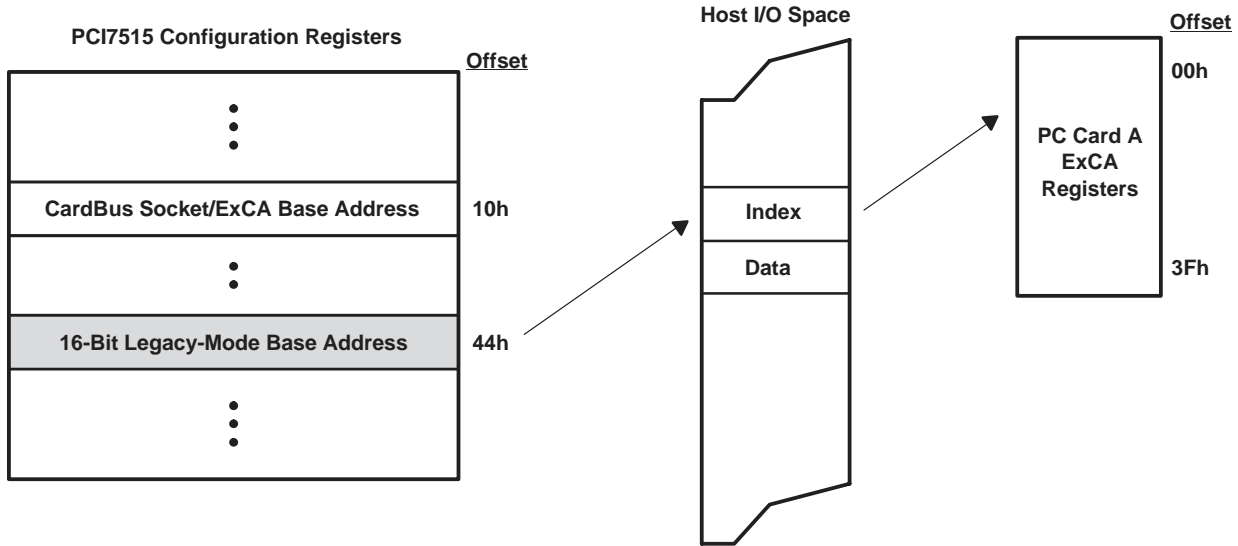 PCI7515 Configuration Registers
Offset
CardBus Socket/ExCA Base Address
10h
16-Bit Legacy-Mode Base Address
44h
Host I/O Space
Index
Data
Offset
00h
PC Card A
ExCA
Registers
3Fh